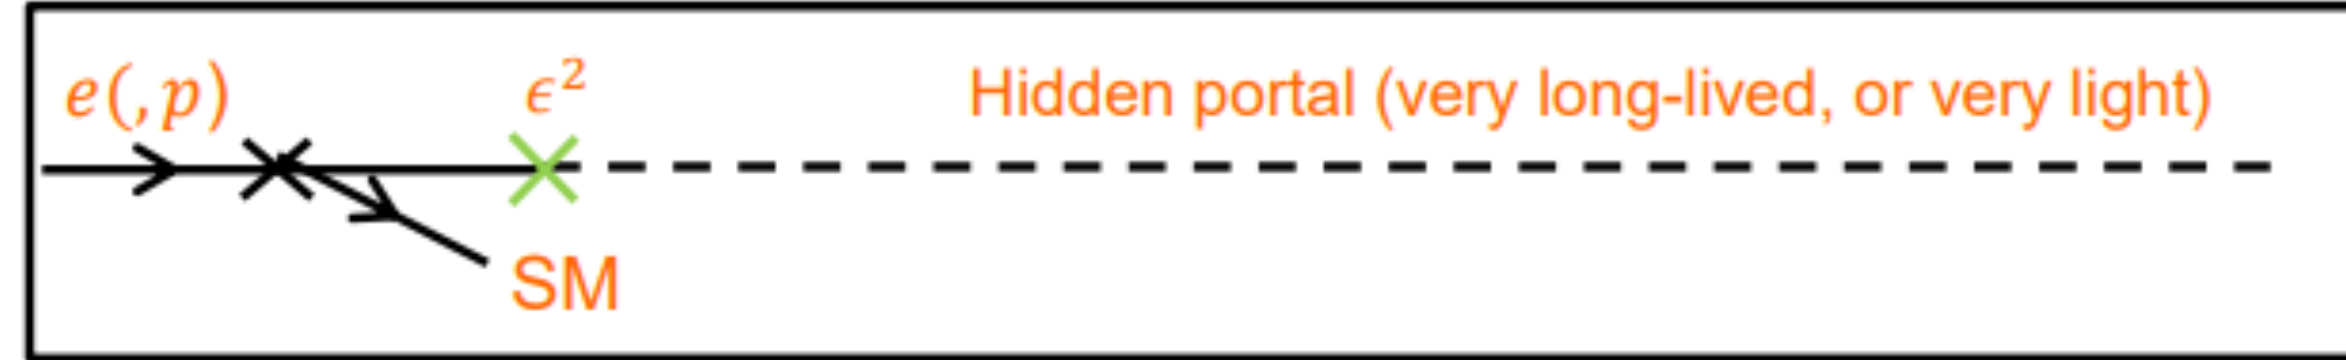 e(,p)
ϵ²
Hidden portal (very long-lived, or very light)
SM